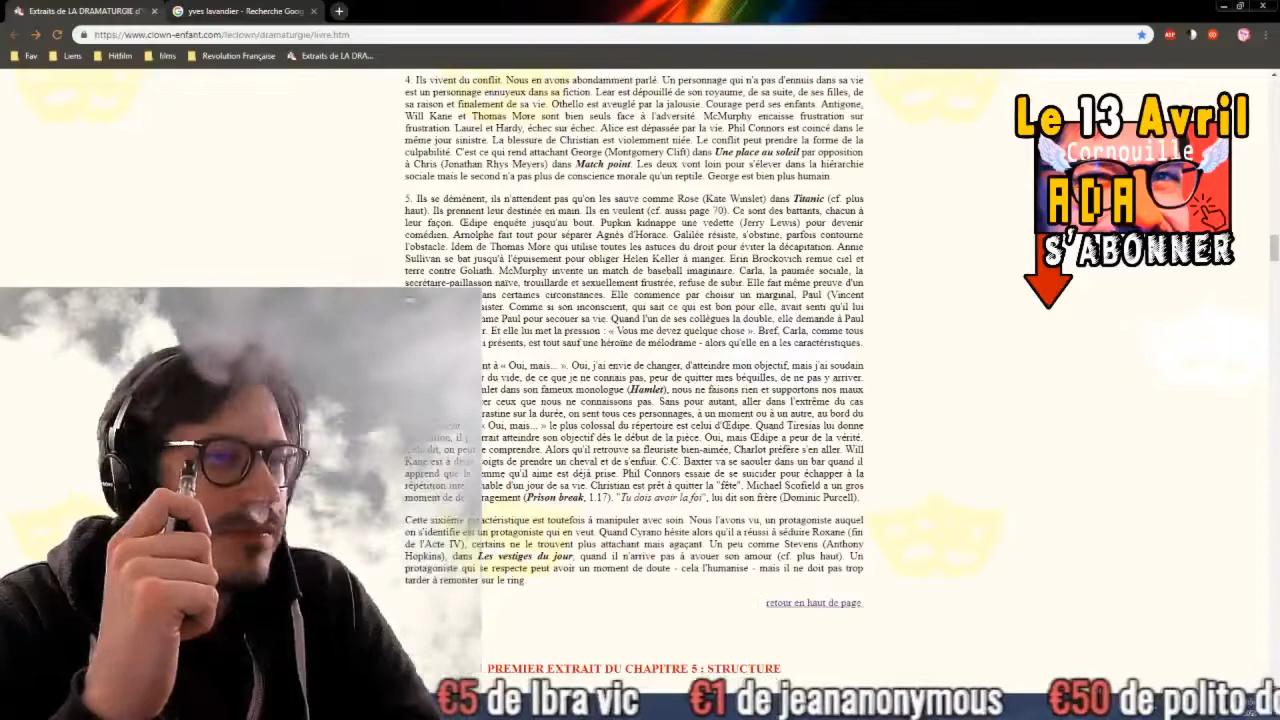 Extraits de LA DRAMATURGIE d'
yves lavandier - Recherche Goog
https://www.clown-enfant.com/leclown/dramaturgie/livre.htm
Fav
Liens
Hitfilm
films
Revolution Française
Extraits de LA DRA...
4. Ils vivent du conflit. Nous en avons abondamment parlé. Un personnage qui n'a pas d'ennuis dans sa vie
est un personnage ennuyeux dans sa fiction. Lear est dépouillé de son royaume, de sa suite, de ses filles, de
sa raison et finalement de sa vie. Othello est aveuglé par la jalousie. Courage perd ses enfants. Antigone,
Will Kane et Thomas More sont bien seuls face à l'adversité. McMurphy encaisse frustration sur
frustration. Laurel et Hardy, échec sur échec. Alice est dépassée par la vie. Phil Connors est coincé dans le
même jour sinistre. La blessure de Christian est violemment niée. Le conflit peut prendre la forme de la
culpabilité. C'est ce qui rend attachant George (Montgomery Clift) dans Une place au soleil par opposition
à Chris (Jonathan Rhys Meyers) dans Match point. Les deux vont loin pour s'élever dans la hiérarchie
sociale mais le second n'a pas plus de conscience morale qu'un reptile. George est bien plus humain.
5. Ils se démènent, ils n'attendent pas qu'on les sauve comme Rose (Kate Winslet) dans Titanic (cf. plus
haut). Ils prennent leur destinée en main. Ils en veulent (cf. aussi page 70). Ce sont des battants, chacun à
leur façon. Œdipe enquête jusqu'au bout. Pupkin kidnappe une vedette (Jerry Lewis) pour devenir
comédien. Arnolphe fait tout pour séparer Agnès d'Horace. Galilée résiste, s'obstine, parfois contourne
l'obstacle. Idem de Thomas More qui utilise toutes les astuces du droit pour éviter la décapitation. Annie
Sullivan se bat jusqu'à l'épuisement pour obliger Helen Keller à manger. Erin Brockovich remue ciel et
terre contre Goliath. McMurphy invente un match de baseball imaginaire. Carla, la paumée sociale, la
secrétaire-paillasson naïve, trouillarde et sexuellement frustrée, refuse de subir. Elle fait même preuve d'un
ans certaines circonstances. Elle commence par choisir un marginal, Paul (Vincent
sister. Comme si son inconscient, qui sait ce qui est bon pour elle, avait senti qu'il lui
me Paul pour secouer sa vie. Quand l'un de ses collègues la double, elle demande à Paul
r. Et elle lui met la pression : « Vous me devez quelque chose ». Bref, Carla, comme tous
i présents, est tout sauf une héroïne de mélodrame - alors qu'elle en a les caractéristiques.
nt à « Oui, mais... ». Oui, j'ai envie de changer, d'atteindre mon objectif, mais j'ai soudain
r du vide, de ce que je ne connais pas, peur de quitter mes béquilles, de ne pas y arriver.
mlet dans son fameux monologue (Hamlet), nous ne faisons rien et supportons nos maux
er ceux que nous ne connaissons pas. Sans pour autant, aller dans l'extrême du cas
rastine sur la durée, on sent tous ces personnages, à un moment ou à un autre, au bord du
« Oui, mais... » le plus colossal du répertoire est celui d'Œdipe. Quand Tiresias lui donne
il rrait atteindre son objectif dès le début de la pièce. Oui, mais Œdipe a peur de la vérité.
dit, on peut comprendre. Alors qu'il retrouve sa fleuriste bien-aimée, Charlot préfère s'en aller. Will
Kane est à d oigts de prendre un cheval et de s'enfuir. C.C. Baxter va se saouler dans un bar quand il
apprend que la emme qu'il aime est déjà prise. Phil Connors essaie de se suicider pour échapper à la
répétition inte nable d'un jour de sa vie. Christian est prêt à quitter la "fête". Michael Scofield a un gros
moment de dé ragement (Prison break, 1.17). "Tu dois avoir la foi", lui dit son frère (Dominic Purcell).
Cette sixième caractéristique est toutefois à manipuler avec soin. Nous l'avons vu, un protagoniste auquel
on s'identifie est un protagoniste qui en veut. Quand Cyrano hésite alors qu'il a réussi à séduire Roxane (fin
de l'Acte IV), certains ne le trouvent plus attachant mais agaçant. Un peu comme Stevens (Anthony
Hopkins), dans Les vestiges du jour, quand il n'arrive pas à avouer son amour (cf. plus haut). Un
protagoniste qui se respecte peut avoir un moment de doute - cela l'humanise - mais il ne doit pas trop
tarder à remonter sur le ring.
retour en haut de page
PREMIER EXTRAIT DU CHAPITRE 5 : STRUCTURE
Le 13 Avril
Cornouille
ADA
S'ABONNER
€5 de Ibra vic €1 de jeananonymous €50 de polito d